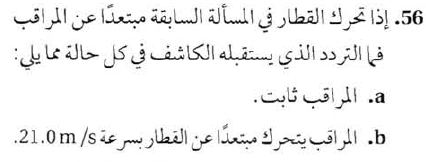 56. إذا تحرك القطار في المسألة السابقة مبتعدًا عن المراقب
فما التردد الذي يستقبله الكاشف في كل حالة مما يلي:
a. المراقب ثابت.
b. المراقب يتحرك مبتعدًا عن القطار بسرعة 21.0 m/s.